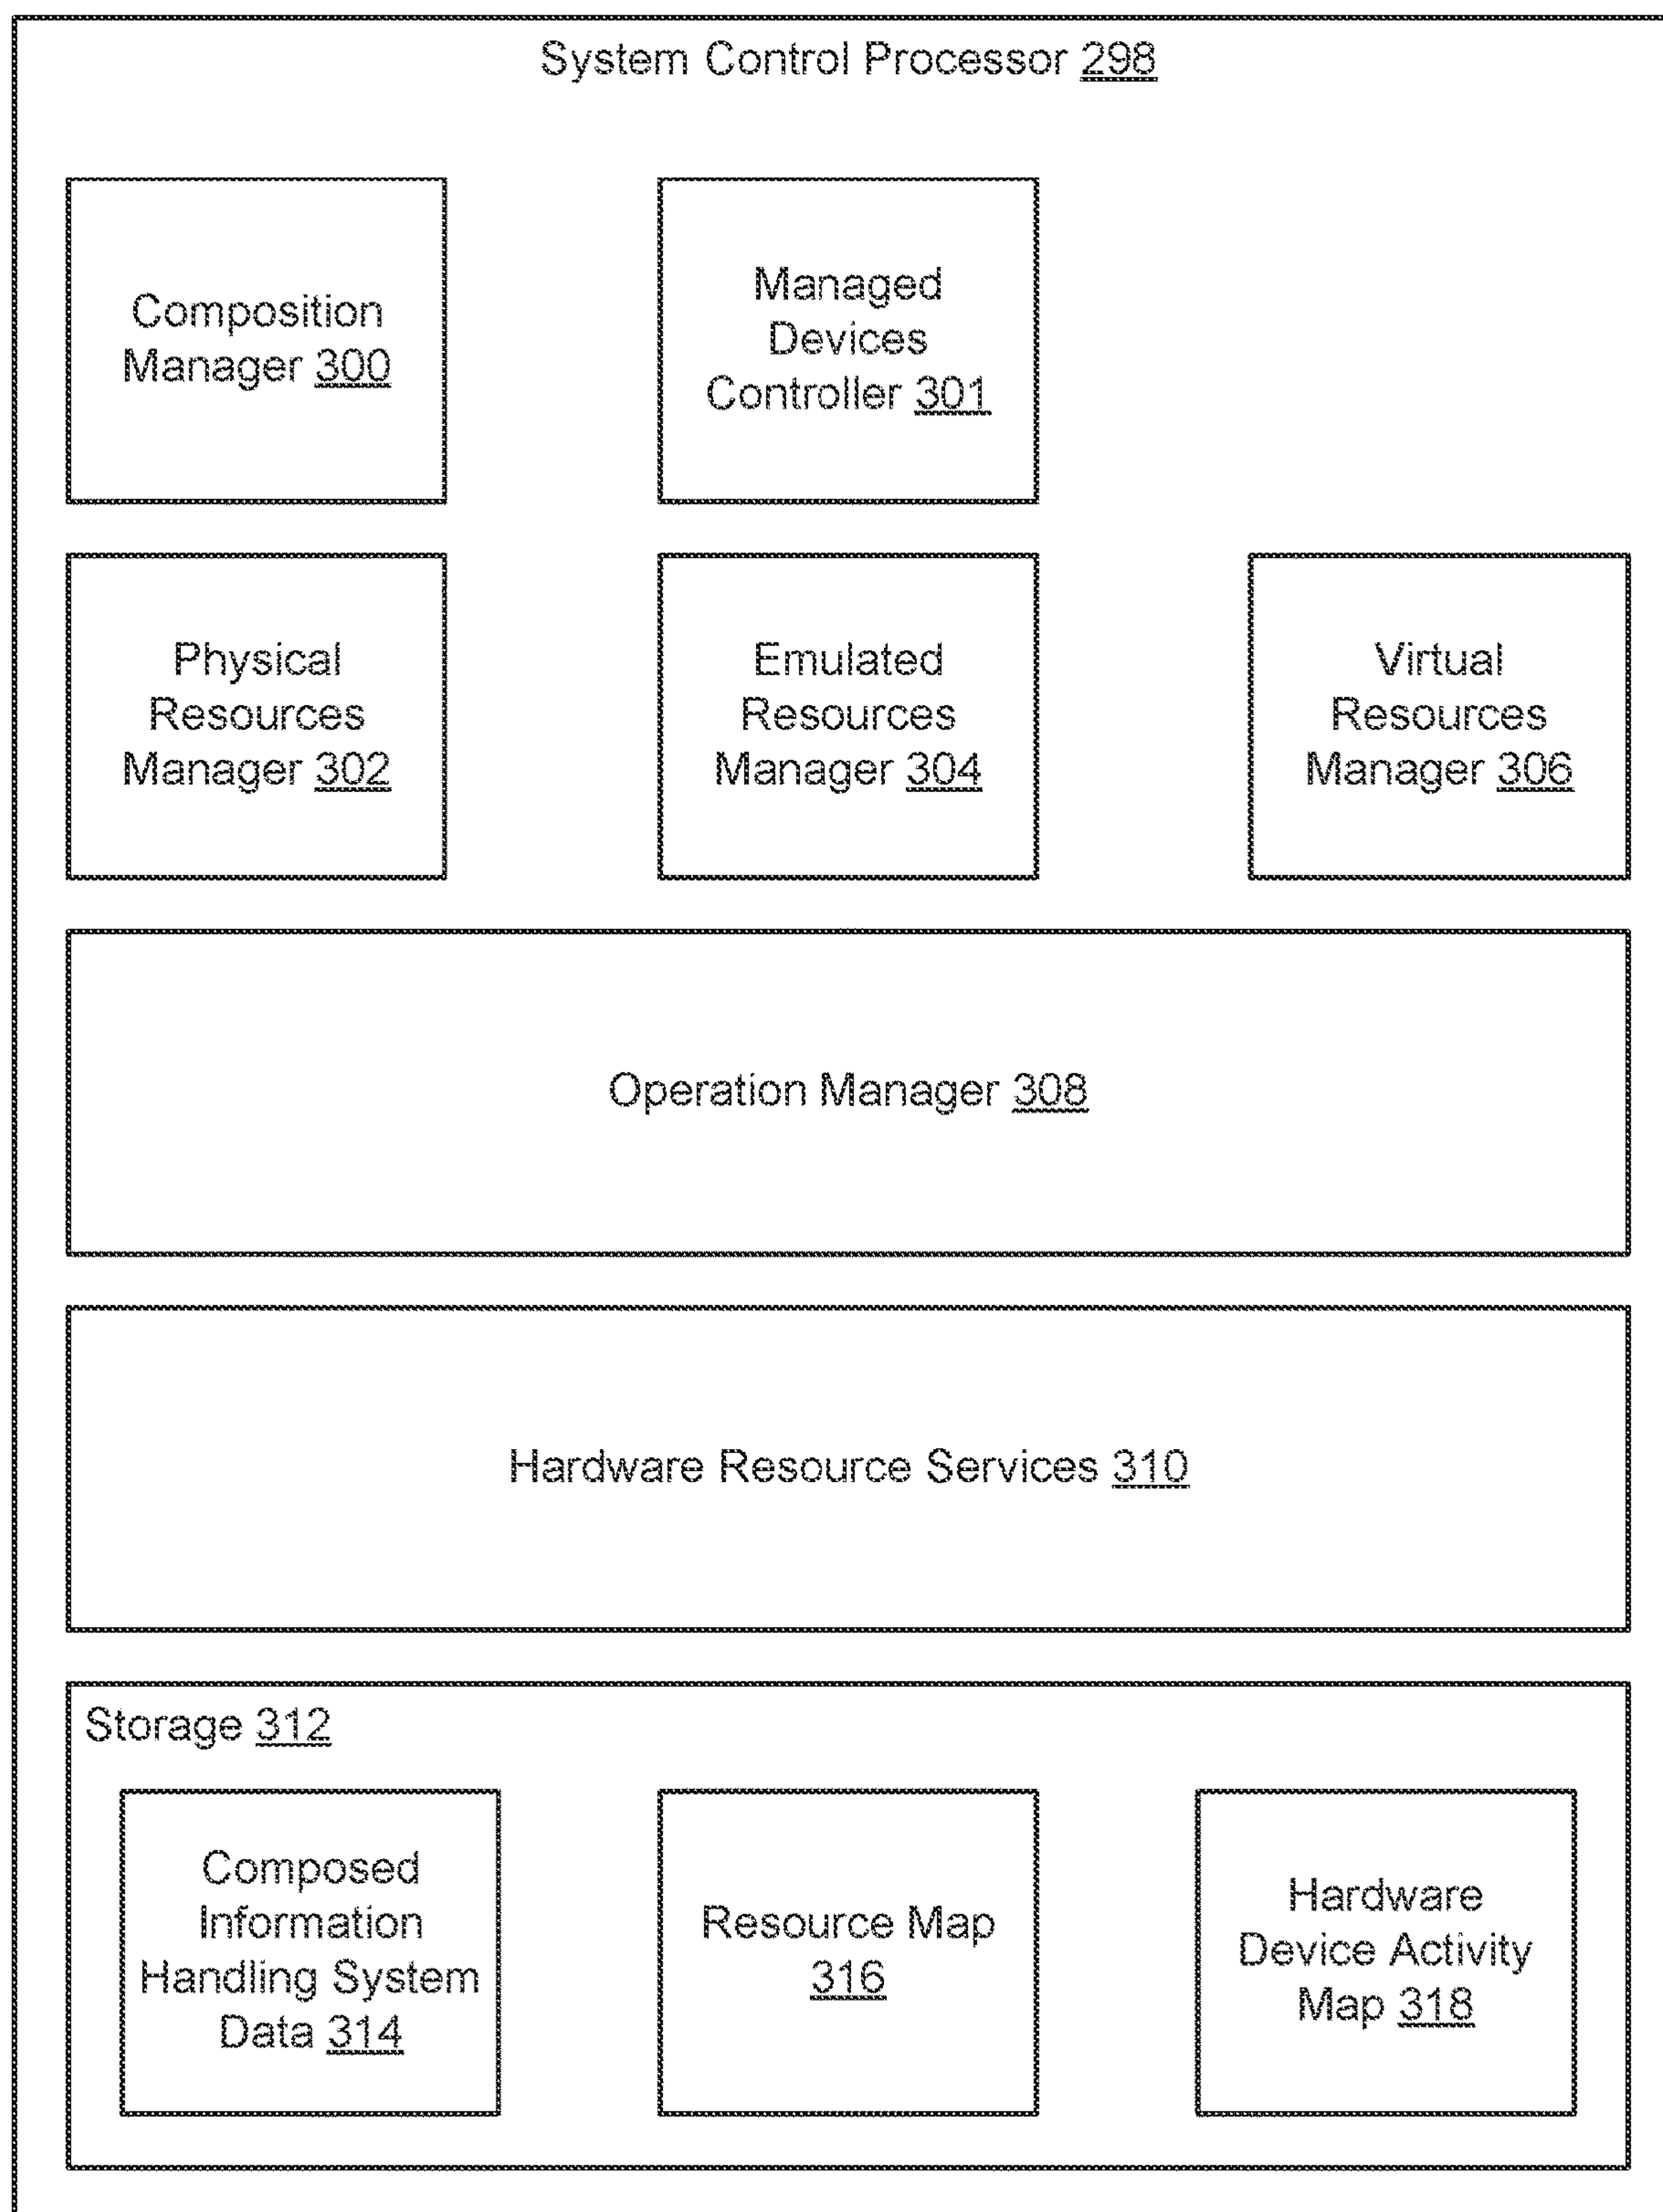 System Control Processor 298
Composition
Manager 300
Managed
Devices
Controller 301
Physical
Resources
Manager 302
Emulated
Resources
Manager 304
Virtual
Resources
Manager 306
Operation Manager 308
Hardware Resource Services 310
Storage 312
Composed
Information
Handling System
Data 314
Resource Map
316
Hardware
Device Activity
Map 318